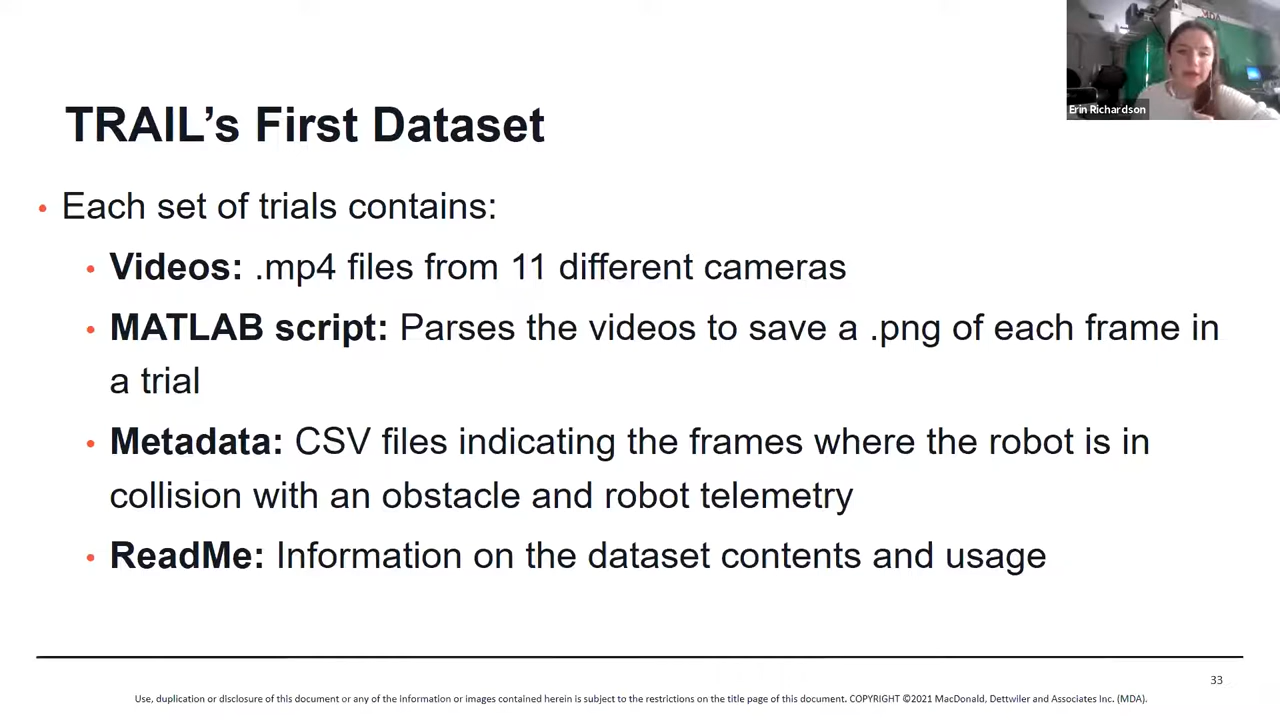 MDA
Erin Richardson
TRAIL's First Dataset
• Each set of trials contains:
• Videos: .mp4 files from 11 different cameras
• MATLAB script: Parses the videos to save a .png of each frame in
a trial
• Metadata: CSV files indicating the frames where the robot is in
collision with an obstacle and robot telemetry
• ReadMe: Information on the dataset contents and usage
33
Use, duplication or disclosure of this document or any of the information or images contained herein is subject to the restrictions on the title page of this document. COPYRIGHT ©2021 MacDonald, Dettwiler and Associates Inc. (MDA).